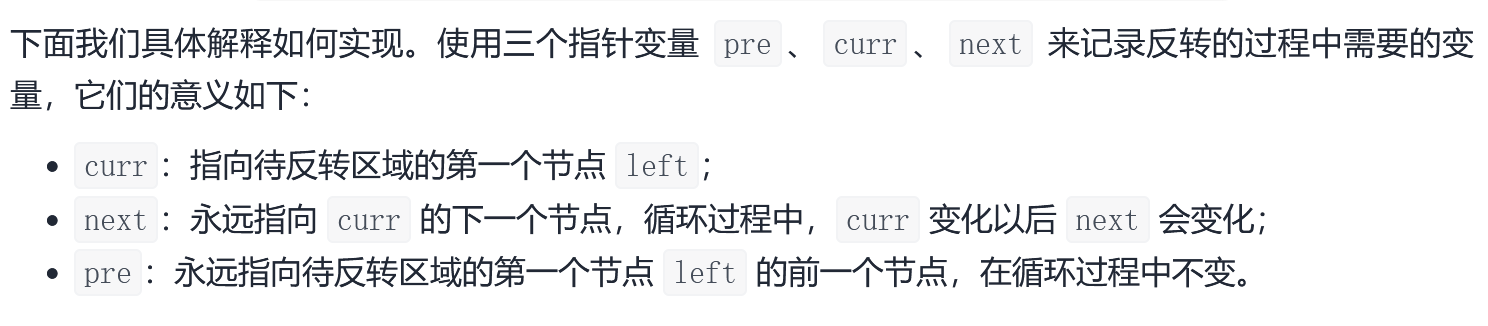 下面我们具体解释如何实现。使用三个指针变量 pre 、 curr 、 next 来记录反转的过程中需要的变
量，它们的意义如下：
• curr ：指向待反转区域的第一个节点 left ；
• next ：永远指向 curr 的下一个节点，循环过程中， curr 变化以后 next 会变化；
• pre ：永远指向待反转区域的第一个节点 left 的前一个节点，在循环过程中不变。